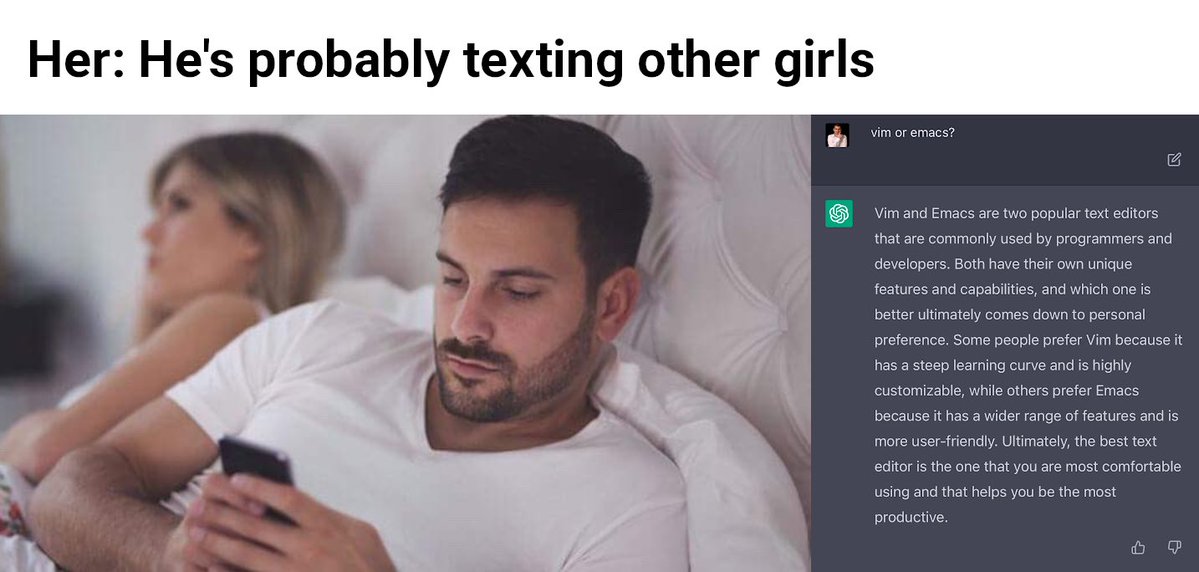 Her: He's probably texting other girls
vim or emacs?
Vim and Emacs are two popular text editors
that are commonly used by programmers and
developers. Both have their own unique
features and capabilities, and which one is
better ultimately comes down to personal
preference. Some people prefer Vim because it
has a steep learning curve and is highly
customizable, while others prefer Emacs
because it has a wider range of features and is
more user-friendly. Ultimately, the best text
editor is the one that you are most comfortable
using and that helps you be the most
productive.